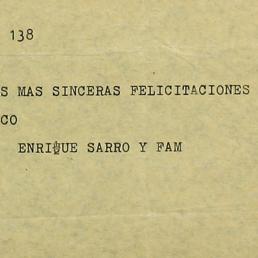 138
S MAS SINCERAS FELICITACIONES
CO
ENRIQUE SARRO Y FAM